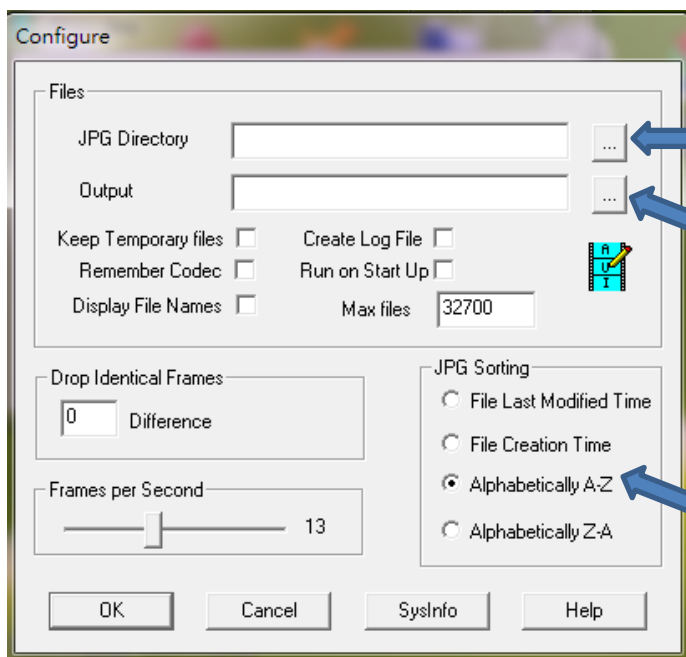 Configure
Files
JPG Directory
...
Output
...
Keep Temporary files
Create Log File
Remember Codec
Run on Start Up
Display File Names
Max files
32700
A
V
I
Drop Identical Frames
0
Difference
Frames per Second
13
JPG Sorting
File Last Modified Time
File Creation Time
Alphabetically A-Z
Alphabetically Z-A
OK
Cancel
SysInfo
Help